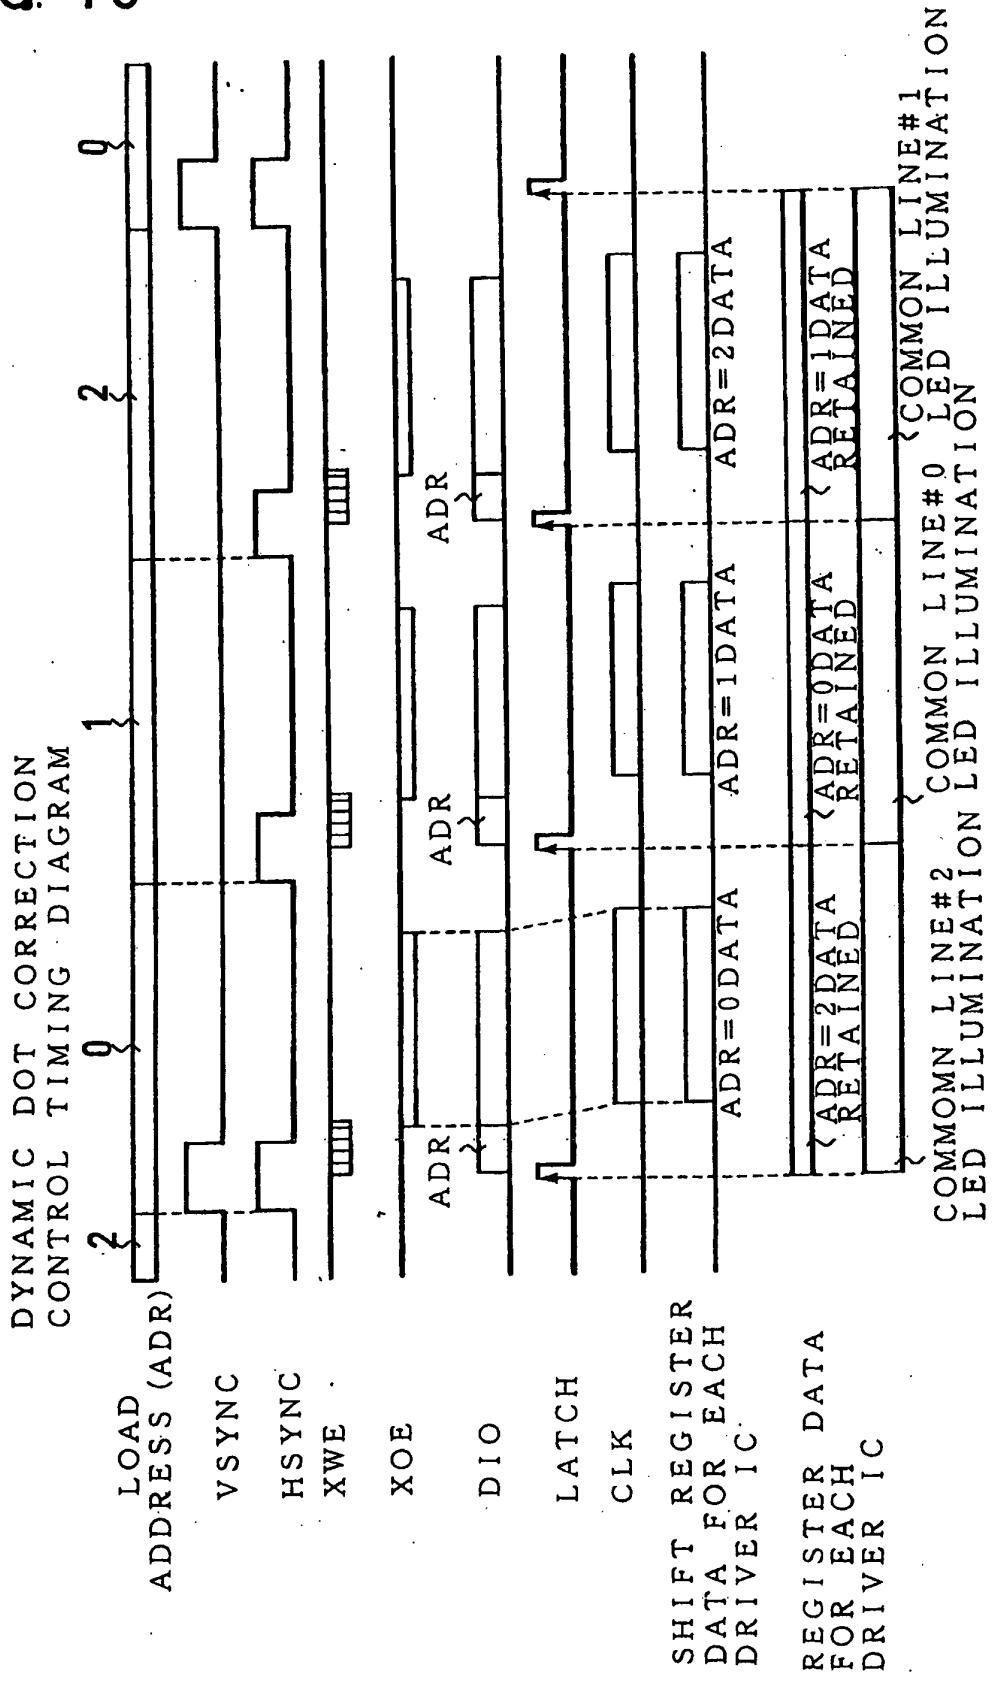 G. 10
DYNAMIC DOT CORRECTION
CONTROL TIMING DIAGRAM
LOAD
ADDRESS (ADR)
2
0
1
2
0
VSYNC
HSYNC
XWE
XOE
DIO
ADR
ADR
ADR
LATCH
CLK
SHIFT REGISTER
DATA FOR EACH
DRIVER IC
ADR=0DATA
ADR=1DATA
ADR=2DATA
REGISTER DATA
FOR EACH
DRIVER IC
ADR=2DATA
RETAINED
ADR=0DATA
RETAINED
ADR=1DATA
RETAINED
COMMOMN LINE#2
LED ILLUMINATION
COMMON LINE#0
LED ILLUMINATION
COMMON LINE#1
LED ILLUMINATION